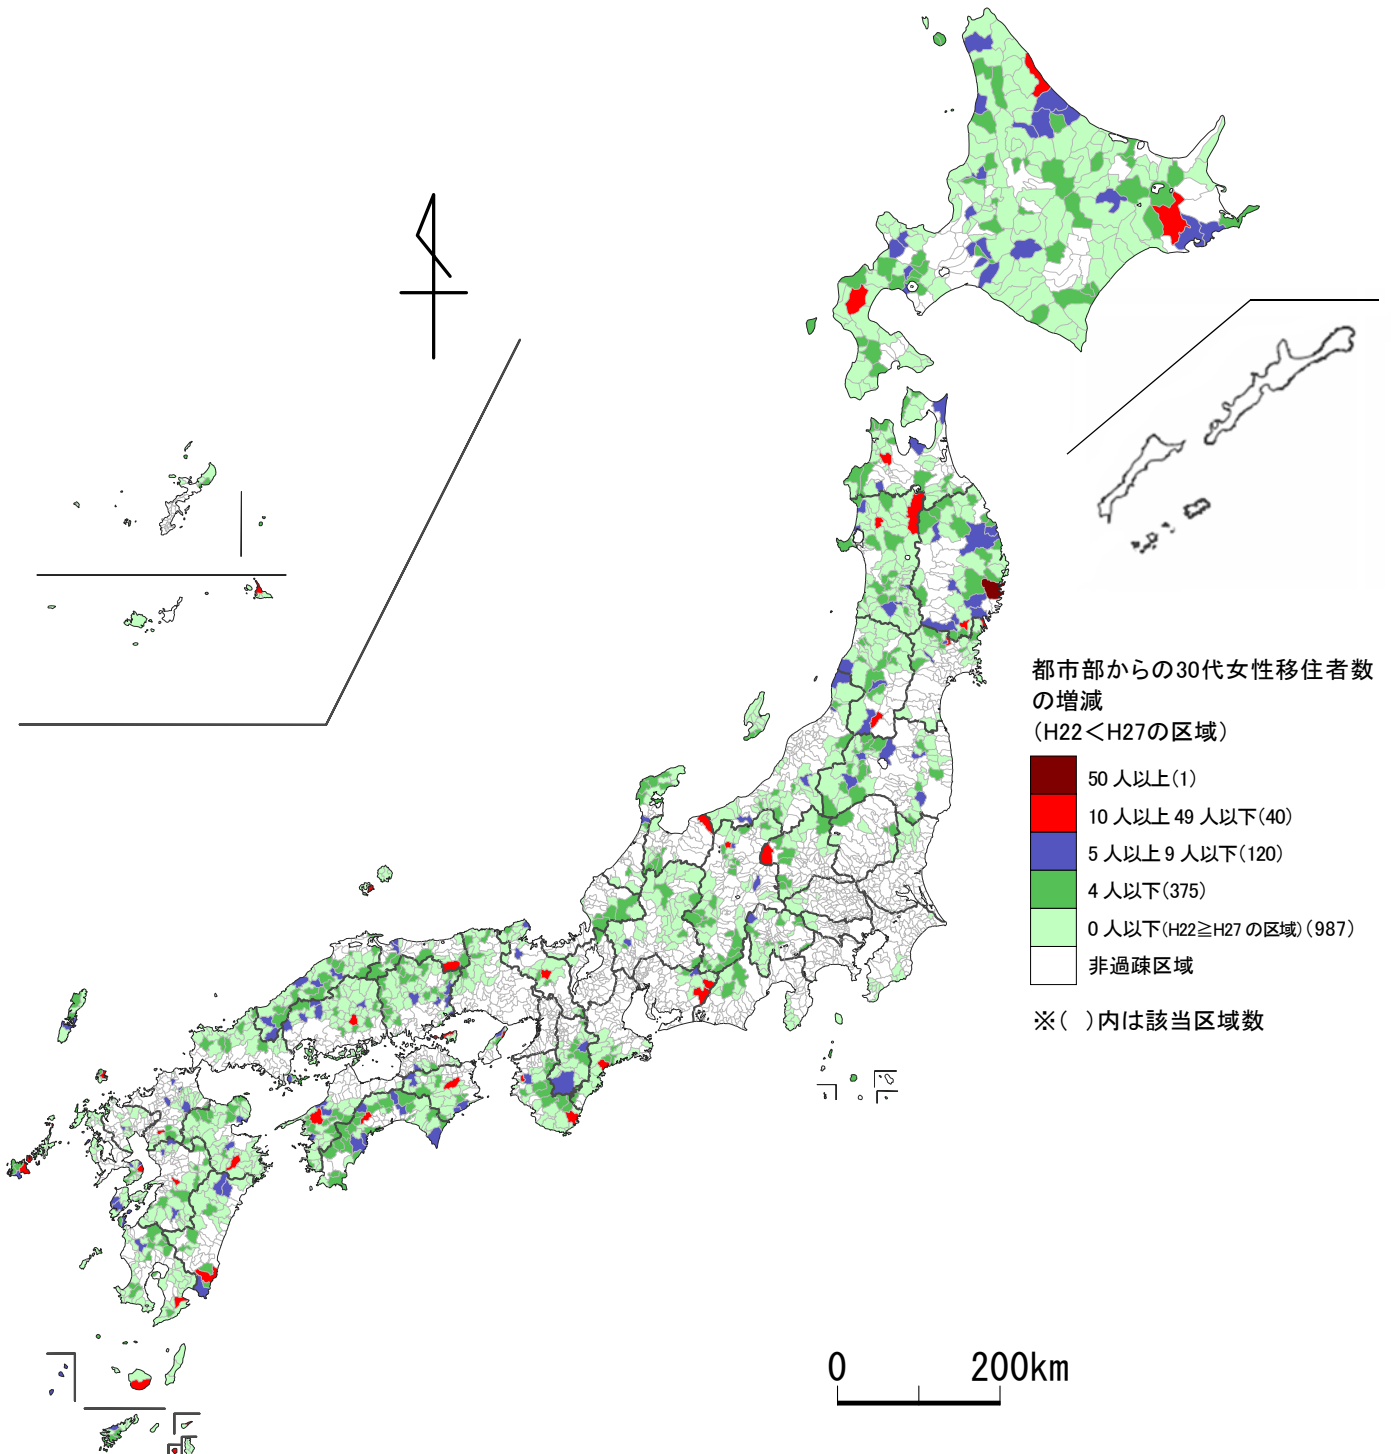 都市部からの30代女性移住者数
の増減
（H22＜H27の区域）
50 人以上(1)
10 人以上 49 人以下(40)
5 人以上 9 人以下(120)
4 人以下(375)
0 人以下(H22≧H27 の区域)(987)
非過疎区域
※( )内は該当区域数
0 200km